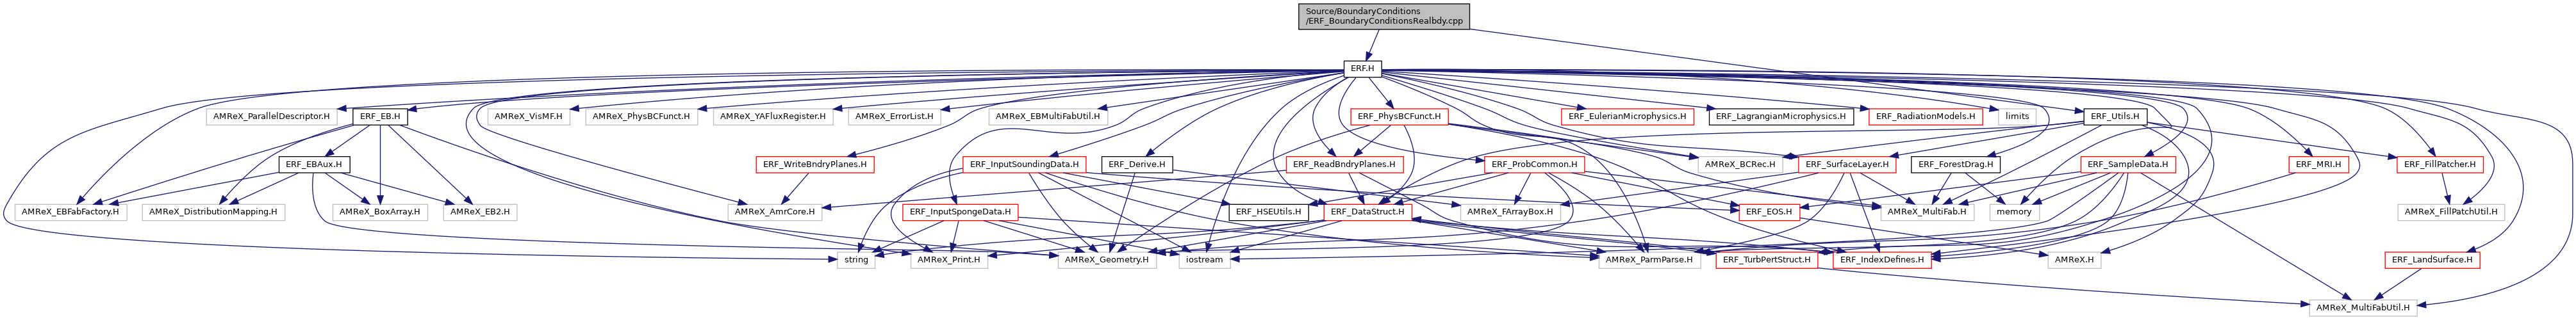 Source/BoundaryConditions
/ERF_BoundaryConditionsRealbdy.cpp
ERF.H
AMReX_ParallelDescriptor.H
ERF_EB.H
AMReX_VisMF.H
AMReX_PhysBCFunct.H
AMReX_YAFluxRegister.H
AMReX_ErrorList.H
AMReX_EBMultiFabUtil.H
ERF_PhysBCFunct.H
ERF_EulerianMicrophysics.H
ERF_LagrangianMicrophysics.H
ERF_RadiationModels.H
limits
ERF_Utils.H
ERF_EBAux.H
ERF_WriteBndryPlanes.H
ERF_InputSoundingData.H
ERF_Derive.H
ERF_ReadBndryPlanes.H
ERF_ProbCommon.H
AMReX_BCRec.H
ERF_SurfaceLayer.H
ERF_ForestDrag.H
ERF_SampleData.H
ERF_MRI.H
ERF_FillPatcher.H
AMReX_EBFabFactory.H
AMReX_DistributionMapping.H
AMReX_BoxArray.H
AMReX_EB2.H
AMReX_AmrCore.H
ERF_InputSpongeData.H
ERF_HSEUtils.H
ERF_DataStruct.H
AMReX_FArrayBox.H
ERF_EOS.H
AMReX_MultiFab.H
memory
AMReX_FillPatchUtil.H
string
AMReX_Print.H
AMReX_Geometry.H
iostream
AMReX_ParmParse.H
ERF_TurbPertStruct.H
ERF_IndexDefines.H
AMReX.H
ERF_LandSurface.H
AMReX_MultiFabUtil.H